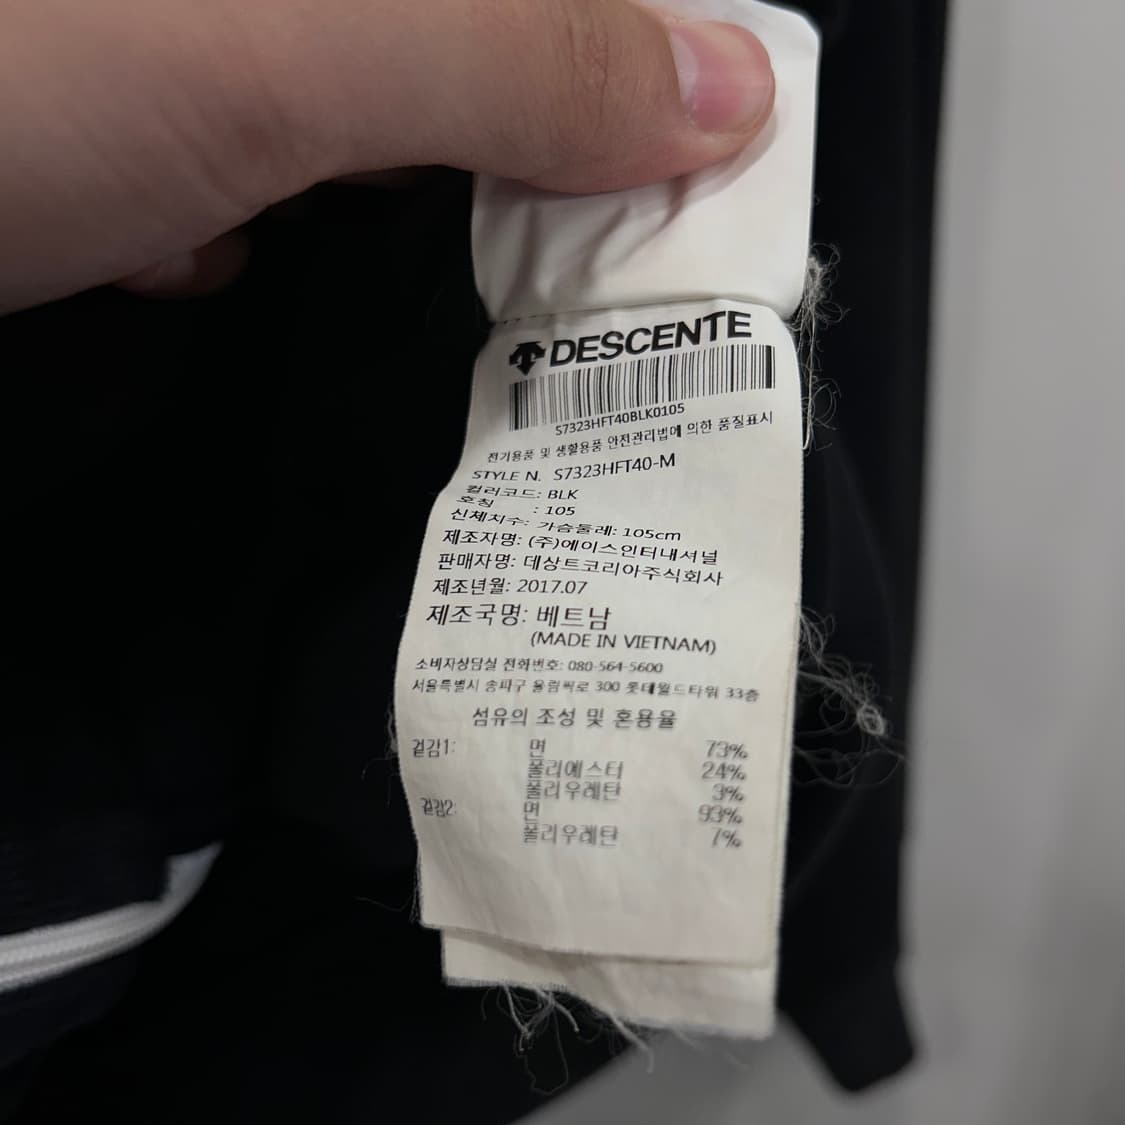 DESCENTE
S7323HFT40BLK0105
전기용품 및 생활용품 안전관리법에 의한 품질표시
STYLE N. S7323HFT40-M
컬러코드: BLK
호칭 : 105
신체치수: 가슴둘레: 105cm
제조자명: (주)에이스인터내셔널
판매자명: 데상트코리아주식회사
제조년월: 2017.07
제조국명: 베트남
(MADE IN VIETNAM)
소비자상담실 전화번호: 080-564-5600
서울특별시 송파구 올림픽로 300 롯데월드타워 33층
섬유의 조성 및 혼용율
겉감1: 면 73%
폴리에스터 24%
폴리우레탄 3%
겉감2: 면 93%
폴리우레탄 7%